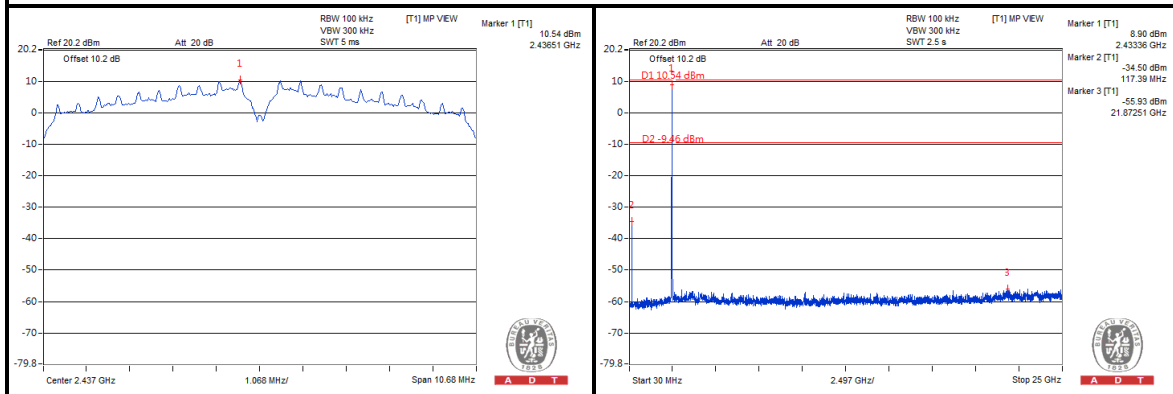 RBW 100 kHz [T1] MP VIEW
VBW 300 kHz
Ref 20.2 dBm Att 20 dB SWT 5 ms
Marker 1 [T1]
10.54 dBm
2.43651 GHz
20.2
Offset 10.2 dB
1
10
0
-10
-20
-30
-40
-50
-60
-70
-79.8
Center 2.437 GHz 1.068 MHz/ Span 10.68 MHz
BUREAU VERITAS
1828
A D T
RBW 100 kHz [T1] MP VIEW
VBW 300 kHz
Ref 20.2 dBm Att 20 dB SWT 2.5 s
Marker 1 [T1]
8.90 dBm
2.43336 GHz
Marker 2 [T1]
-34.50 dBm
117.39 MHz
Marker 3 [T1]
-55.93 dBm
21.87251 GHz
20.2
Offset 10.2 dB
1
D1 10.54 dBm
10
0
D2 -9.46 dBm
-10
-20
2
-30
-40
3
-50
-60
-70
-79.8
Start 30 MHz 2.497 GHz/ Stop 25 GHz
BUREAU VERITAS
1828
A D T